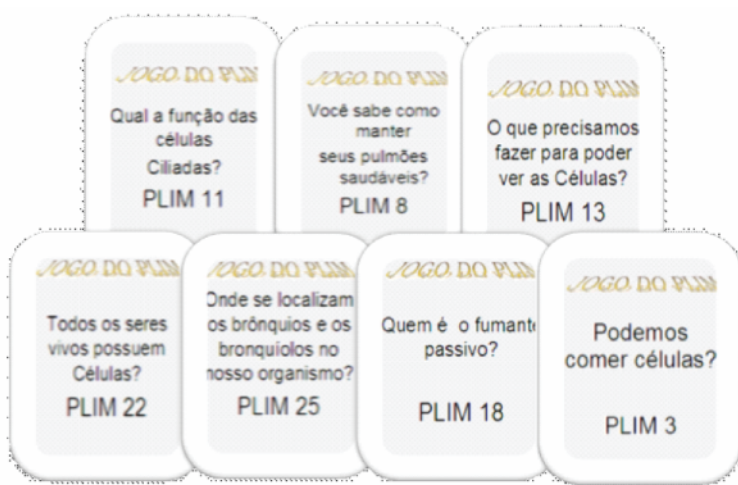 JOGO DO PLIM
Qual a função das
células
Ciliadas?
PLIM 11
JOGO DO PLIM
Você sabe como
manter
seus pulmões
saudáveis?
PLIM 8
JOGO DO PLIM
O que precisamos
fazer para poder
ver as Células?
PLIM 13
JOGO DO PLIM
Todos os seres
vivos possuem
Células?
PLIM 22
JOGO DO PLIM
Onde se localizam
os brônquios e os
bronquíolos no
nosso organismo?
PLIM 25
JOGO DO PLIM
Quem é o fumante
passivo?
PLIM 18
JOGO DO PLIM
Podemos
comer células?
PLIM 3